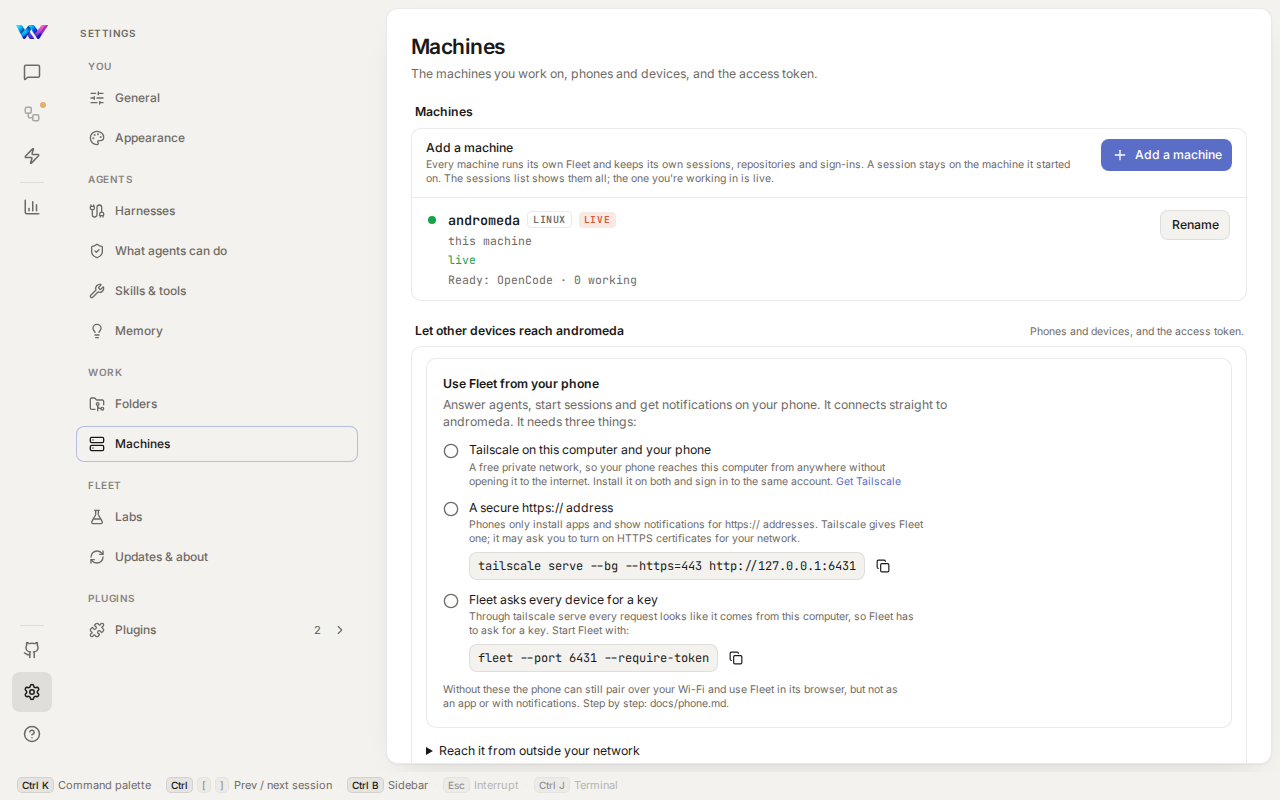 SETTINGS
YOU
General
Appearance
AGENTS
Harnesses
What agents can do
Skills & tools
Memory
WORK
Folders
Machines
FLEET
Labs
Updates & about
PLUGINS
Plugins 2
Machines
The machines you work on, phones and devices, and the access token.
Machines
Add a machine
Every machine runs its own Fleet and keeps its own sessions, repositories and sign-ins. A session stays on the machine it started
on. The sessions list shows them all; the one you're working in is live.
Add a machine
andromeda LINUX LIVE
this machine
live
Ready: OpenCode · 0 working
Rename
Let other devices reach andromeda
Phones and devices, and the access token.
Use Fleet from your phone
Answer agents, start sessions and get notifications on your phone. It connects straight to
andromeda. It needs three things:
Tailscale on this computer and your phone
A free private network, so your phone reaches this computer from anywhere without
opening it to the internet. Install it on both and sign in to the same account. Get Tailscale
A secure https:// address
Phones only install apps and show notifications for https:// addresses. Tailscale gives Fleet
one; it may ask you to turn on HTTPS certificates for your network.
tailscale serve --bg --https=443 http://127.0.0.1:6431
Fleet asks every device for a key
Through tailscale serve every request looks like it comes from this computer, so Fleet has
to ask for a key. Start Fleet with:
fleet --port 6431 --require-token
Without these the phone can still pair over your Wi-Fi and use Fleet in its browser, but not as
an app or with notifications. Step by step: docs/phone.md.
Reach it from outside your network
Ctrl K Command palette Ctrl [ ] Prev / next session Ctrl B Sidebar Esc Interrupt Ctrl J Terminal